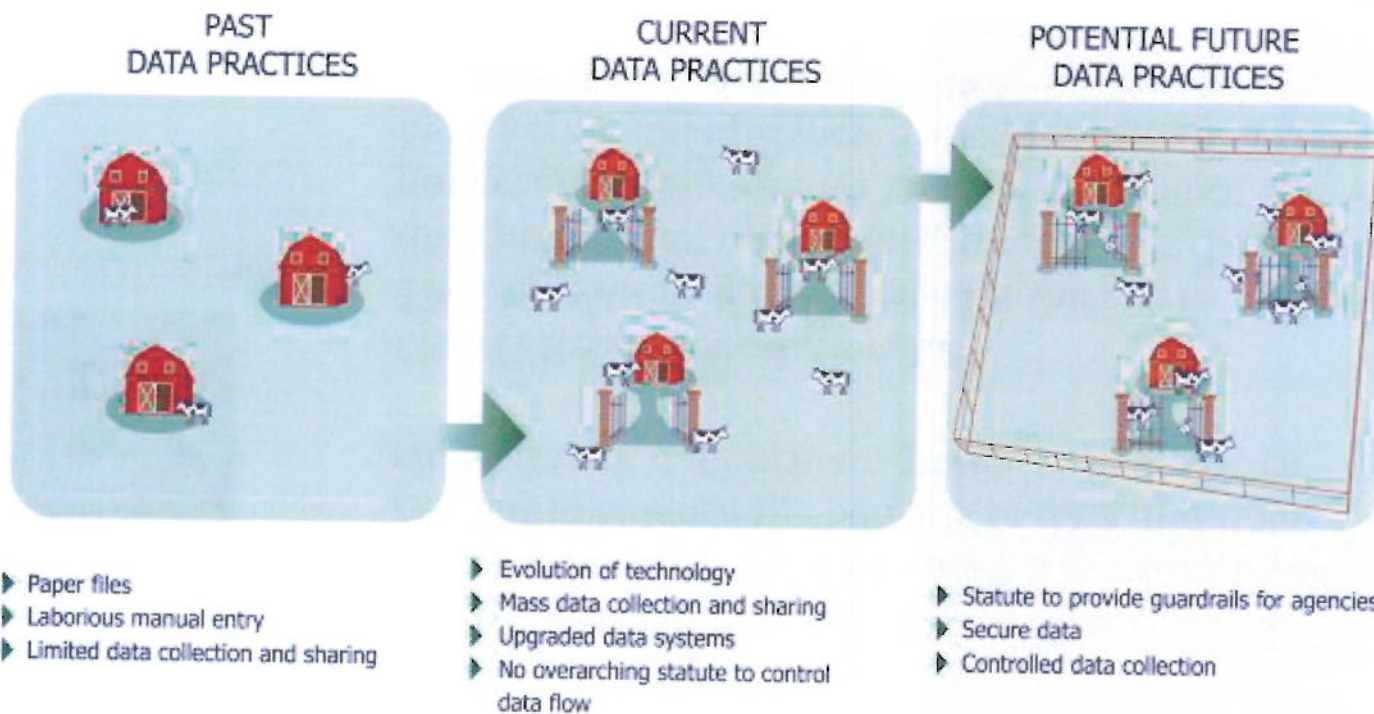 PAST
DATA PRACTICES
CURRENT
DATA PRACTICES
POTENTIAL FUTURE
DATA PRACTICES
Paper files
Laborious manual entry
Limited data collection and sharing
Evolution of technology
Mass data collection and sharing
Upgraded data systems
No overarching statute to control
data flow
Statute to provide guardrails for agencies
Secure data
Controlled data collection